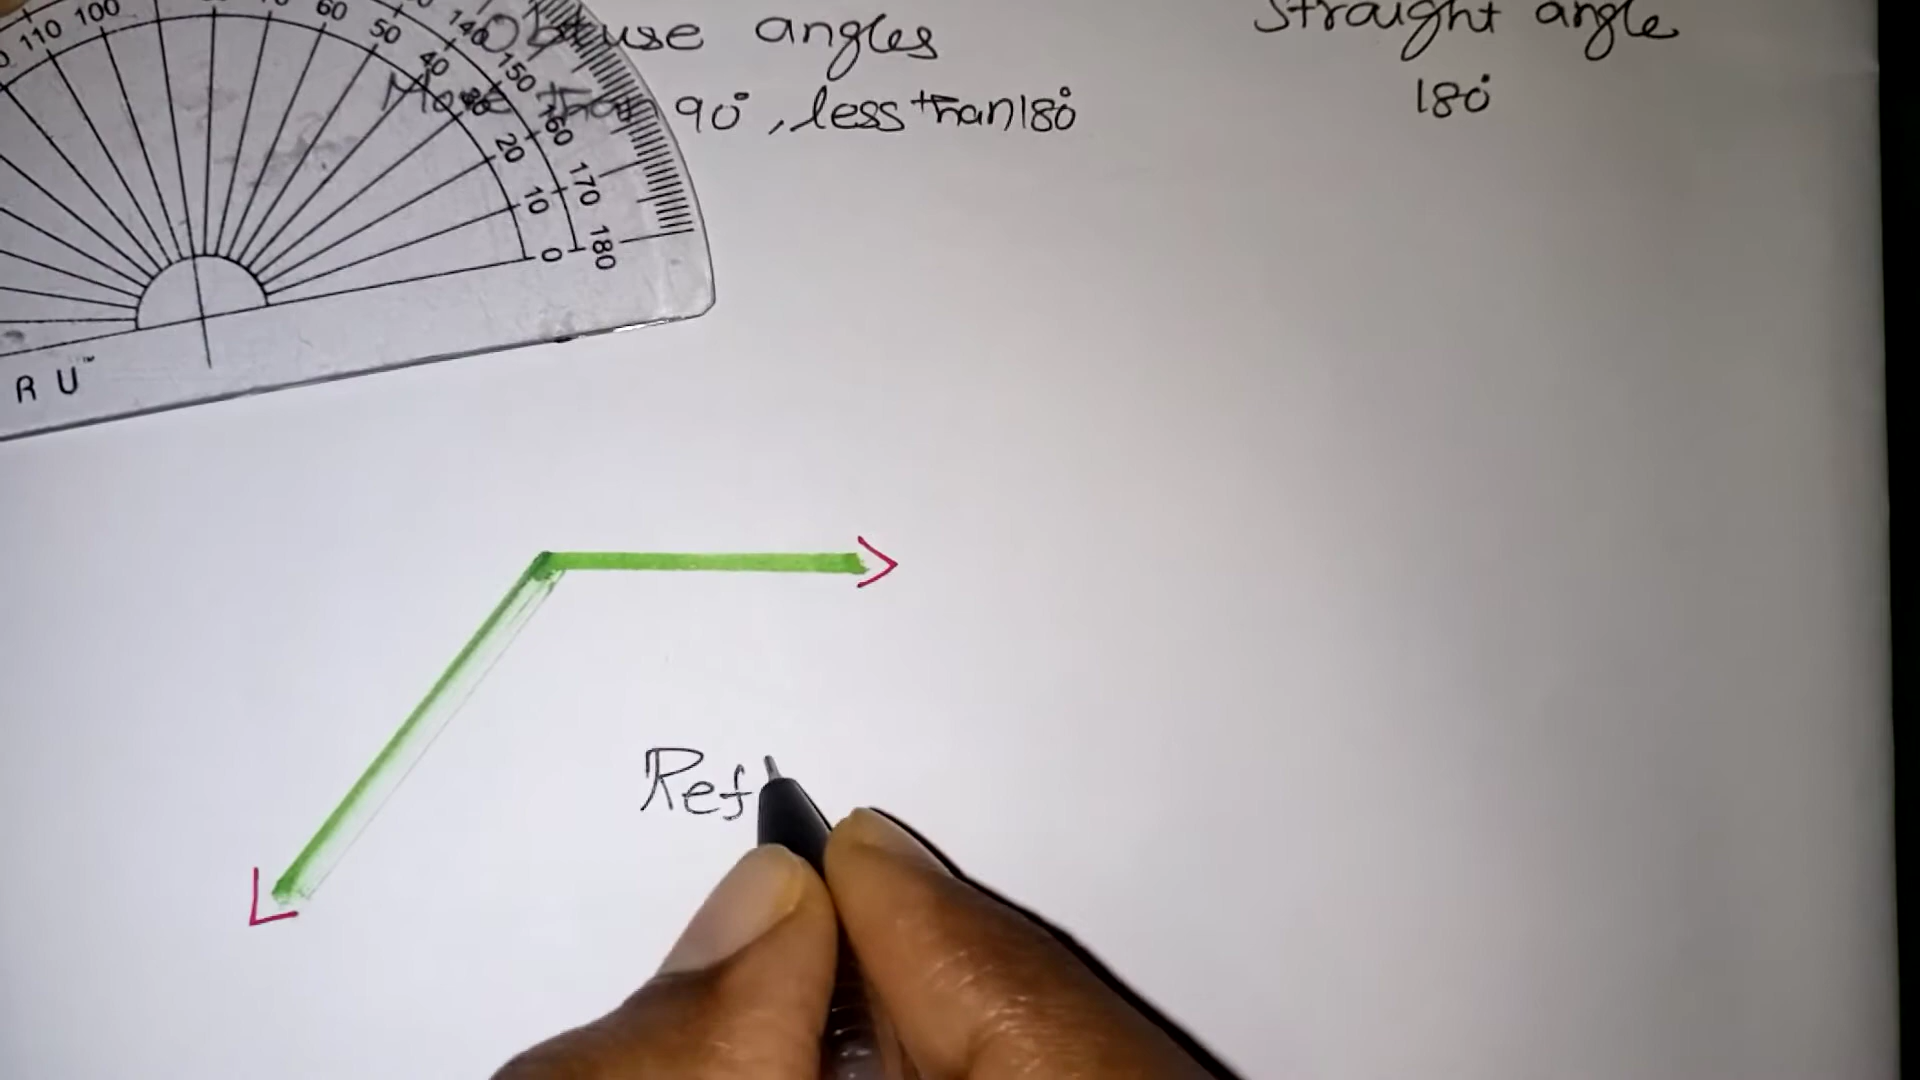 Obtuse angles
More than 90°, less than 180°
Straight angle
180°
110 100 60 50 40 30 20 10 0
140 150 160 170 180
R U™
Ref